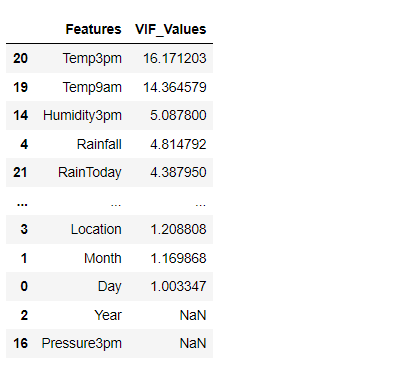 Features VIF_Values
20 Temp3pm 16.171203
19 Temp9am 14.364579
14 Humidity3pm 5.087800
4 Rainfall 4.814792
21 RainToday 4.387950
... ... ...
3 Location 1.208808
1 Month 1.169868
0 Day 1.003347
2 Year NaN
16 Pressure3pm NaN